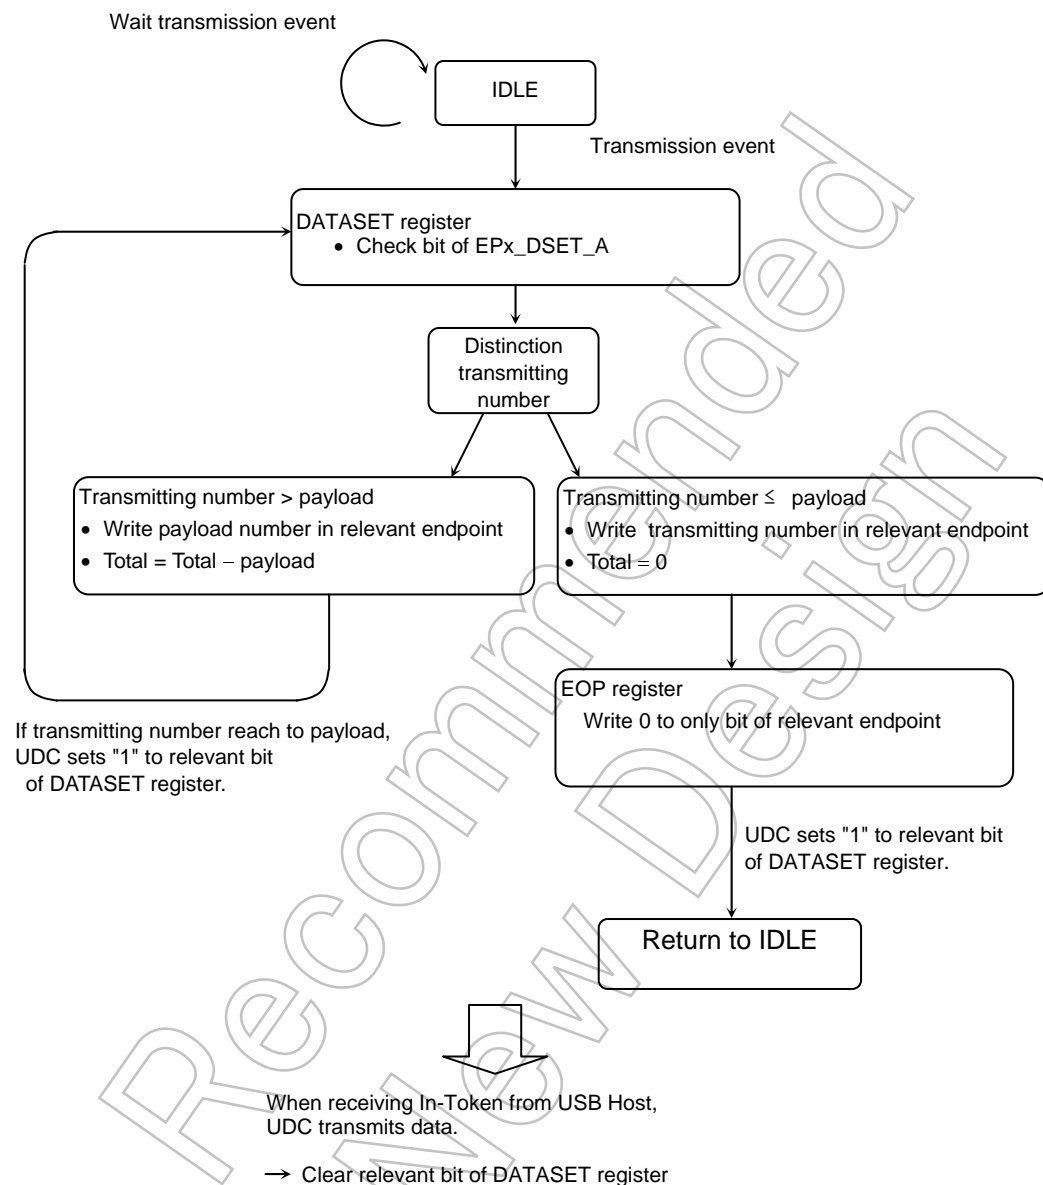 Wait transmission event
IDLE
Transmission event
DATASET register
• Check bit of EPx_DSET_A
Distinction
transmitting
number
Transmitting number > payload
• Write payload number in relevant endpoint
• Total = Total − payload
Transmitting number ≤ payload
• Write transmitting number in relevant endpoint
• Total = 0
EOP register
Write 0 to only bit of relevant endpoint
If transmitting number reach to payload,
UDC sets "1" to relevant bit
of DATASET register.
UDC sets "1" to relevant bit
of DATASET register.
Return to IDLE
When receiving In-Token from USB Host,
UDC transmits data.
→ Clear relevant bit of DATASET register
Recommended
New Design